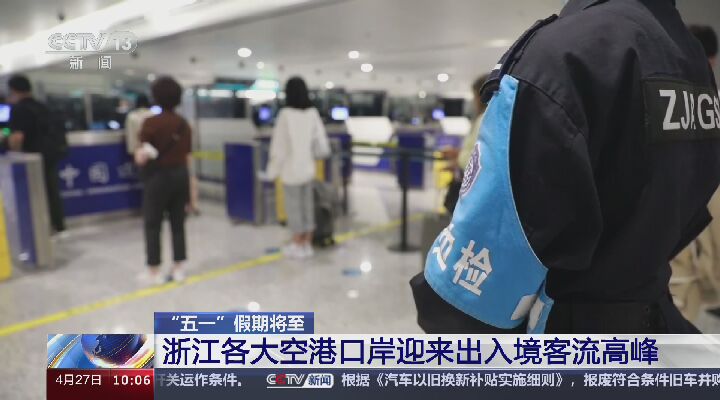 CCTV 13
新闻
中国
边检
"五一"假期将至
浙江各大空港口岸迎来出入境客流高峰
4月27日 10:06 开关运作条件. CCTV 新闻 根据《汽车以旧换新补贴实施细则》，报废符合条件旧车并购